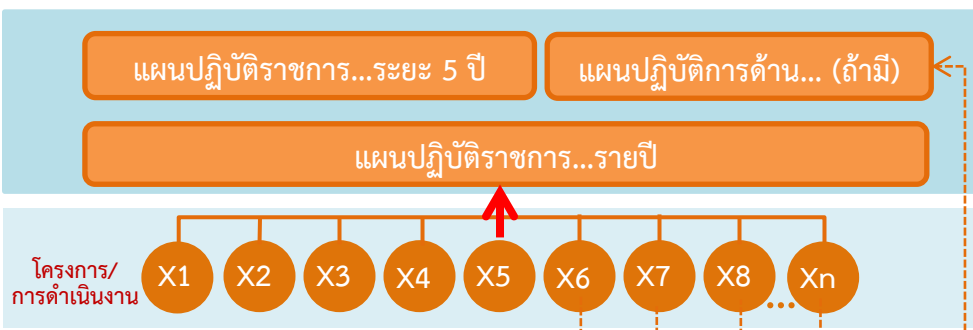 แผนปฏิบัติราชการ...ระยะ 5 ปี
แผนปฏิบัติการด้าน... (ถ้ามี)
แผนปฏิบัติราชการ...รายปี
โครงการ/
การดำเนินงาน
X1 X2 X3 X4 X5 X6 X7 X8 ... Xn